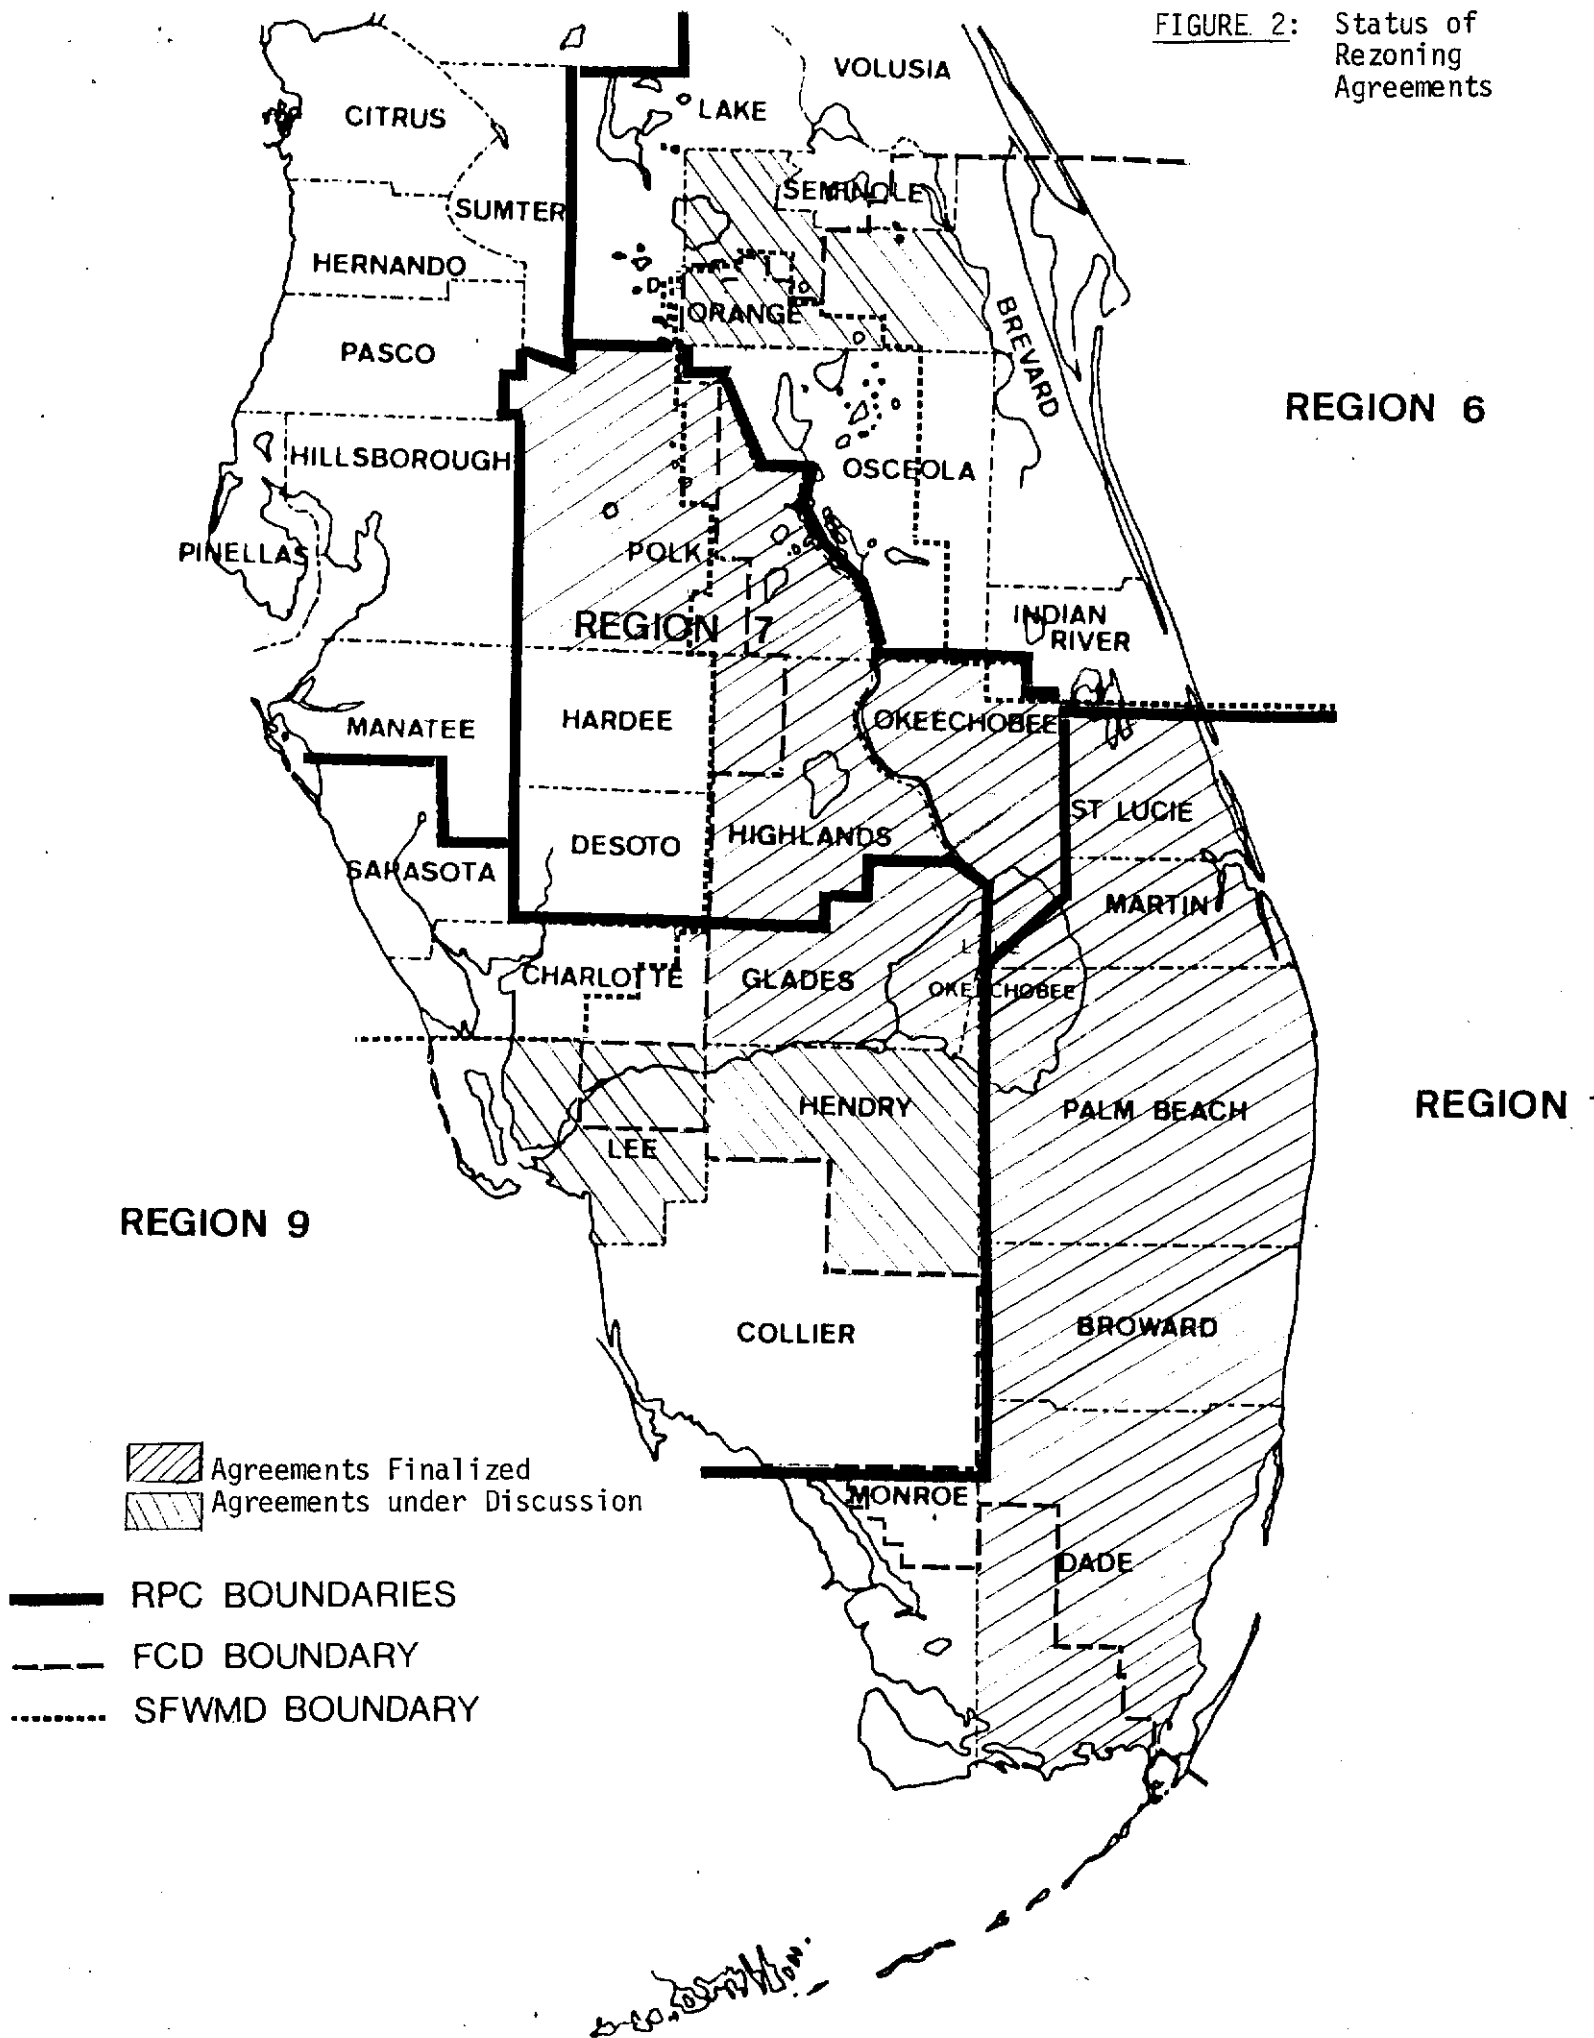 FIGURE 2: Status of
Rezoning
Agreements
VOLUSIA
LAKE
CITRUS
SEMINOLE
SUMTER
HERNANDO
ORANGE
BREVARD
PASCO
REGION 6
HILLSBOROUGH
OSCEOLA
PINELLAS
POLK
REGION 7
INDIAN
RIVER
MANATEE
HARDEE
OKEECHOBEE
ST LUCIE
HIGHLANDS
DESOTO
SARASOTA
MARTIN
LAKE
OKEECHOBEE
CHARLOTTE
GLADES
HENDRY
PALM BEACH
REGION
LEE
REGION 9
COLLIER
BROWARD
Agreements Finalized
Agreements under Discussion
MONROE
DADE
RPC BOUNDARIES
FCD BOUNDARY
SFWMD BOUNDARY